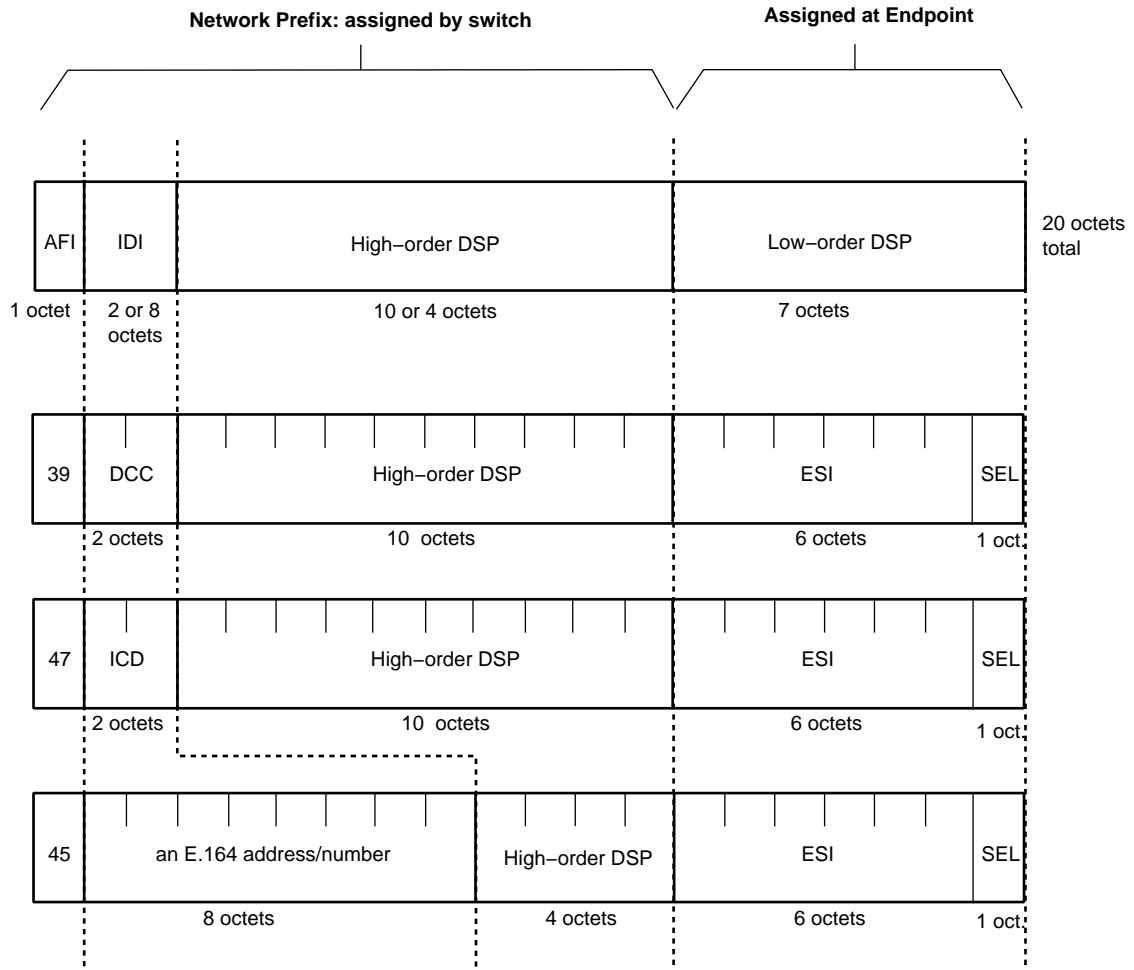 Network Prefix: assigned by switch
Assigned at Endpoint
AFI
IDI
High−order DSP
Low−order DSP
20 octets
total
1 octet
2 or 8
octets
10 or 4 octets
7 octets
39
DCC
High−order DSP
ESI
SEL
2 octets
10 octets
6 octets
1 oct.
47
ICD
High−order DSP
ESI
SEL
2 octets
10 octets
6 octets
1 oct.
45
an E.164 address/number
High−order DSP
ESI
SEL
8 octets
4 octets
6 octets
1 oct.